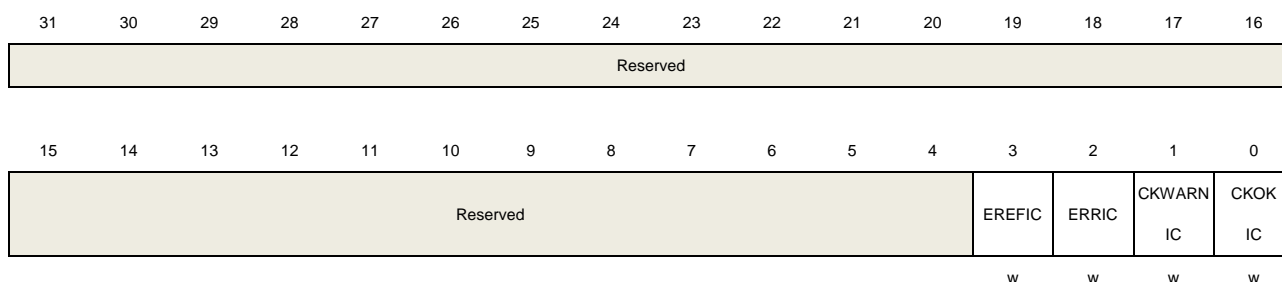 31 30 29 28 27 26 25 24 23 22 21 20 19 18 17 16
Reserved
15 14 13 12 11 10 9 8 7 6 5 4 3 2 1 0
Reserved EREFIC ERRIC CKWARN IC CKOK IC
w w w w